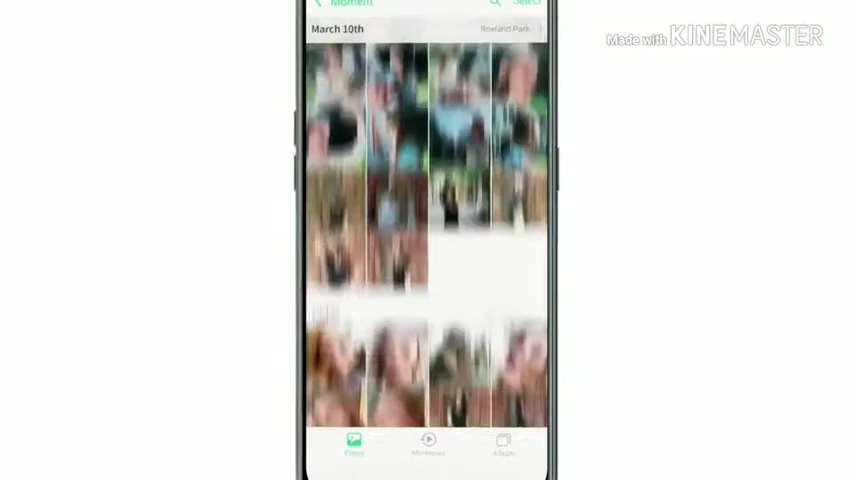 Moment
Select
March 10th
Rowland Park
Made with KINEMASTER
Photos
Memories
Album